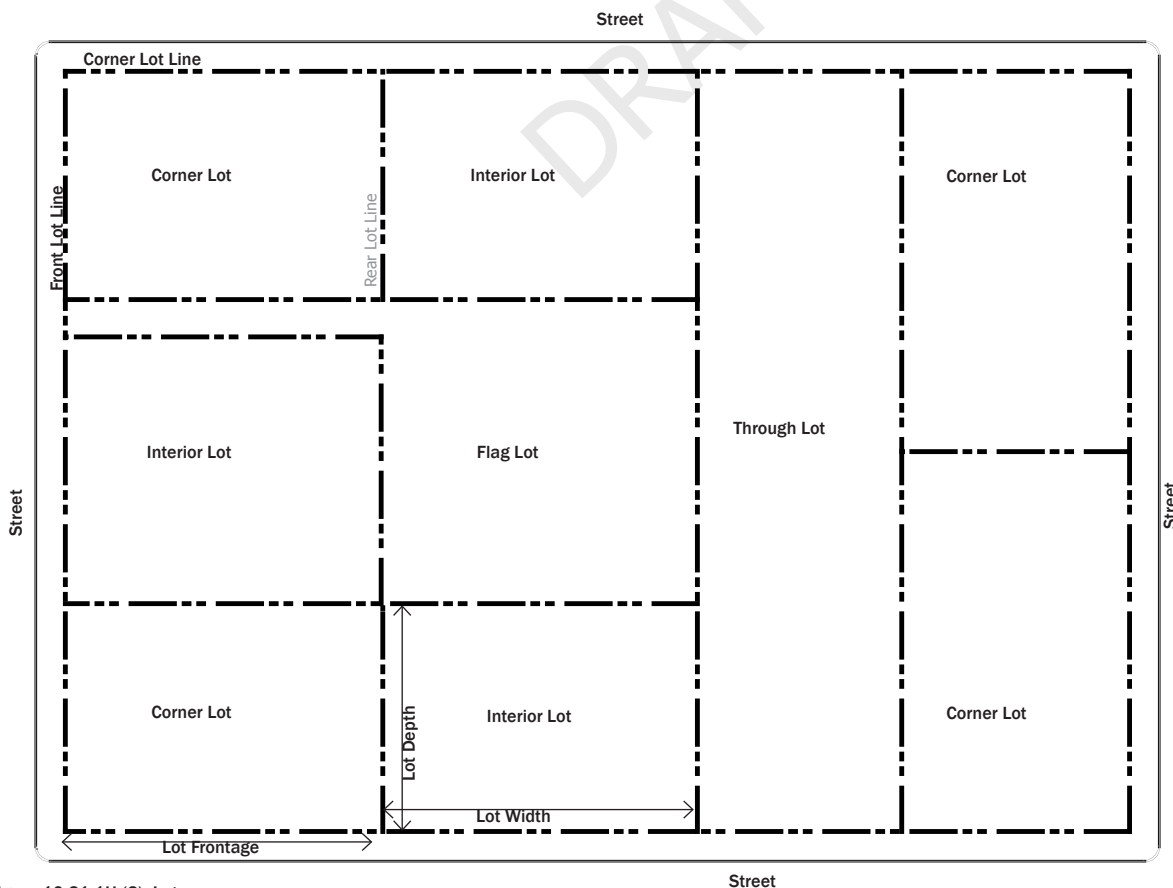 Street
DRAF
Corner Lot Line
Corner Lot
Interior Lot
Corner Lot
Front Lot Line
Rear Lot Line
Through Lot
Interior Lot
Flag Lot
Street
Street
Corner Lot
Interior Lot
Corner Lot
Lot Depth
Lot Width
Lot Frontage
Street